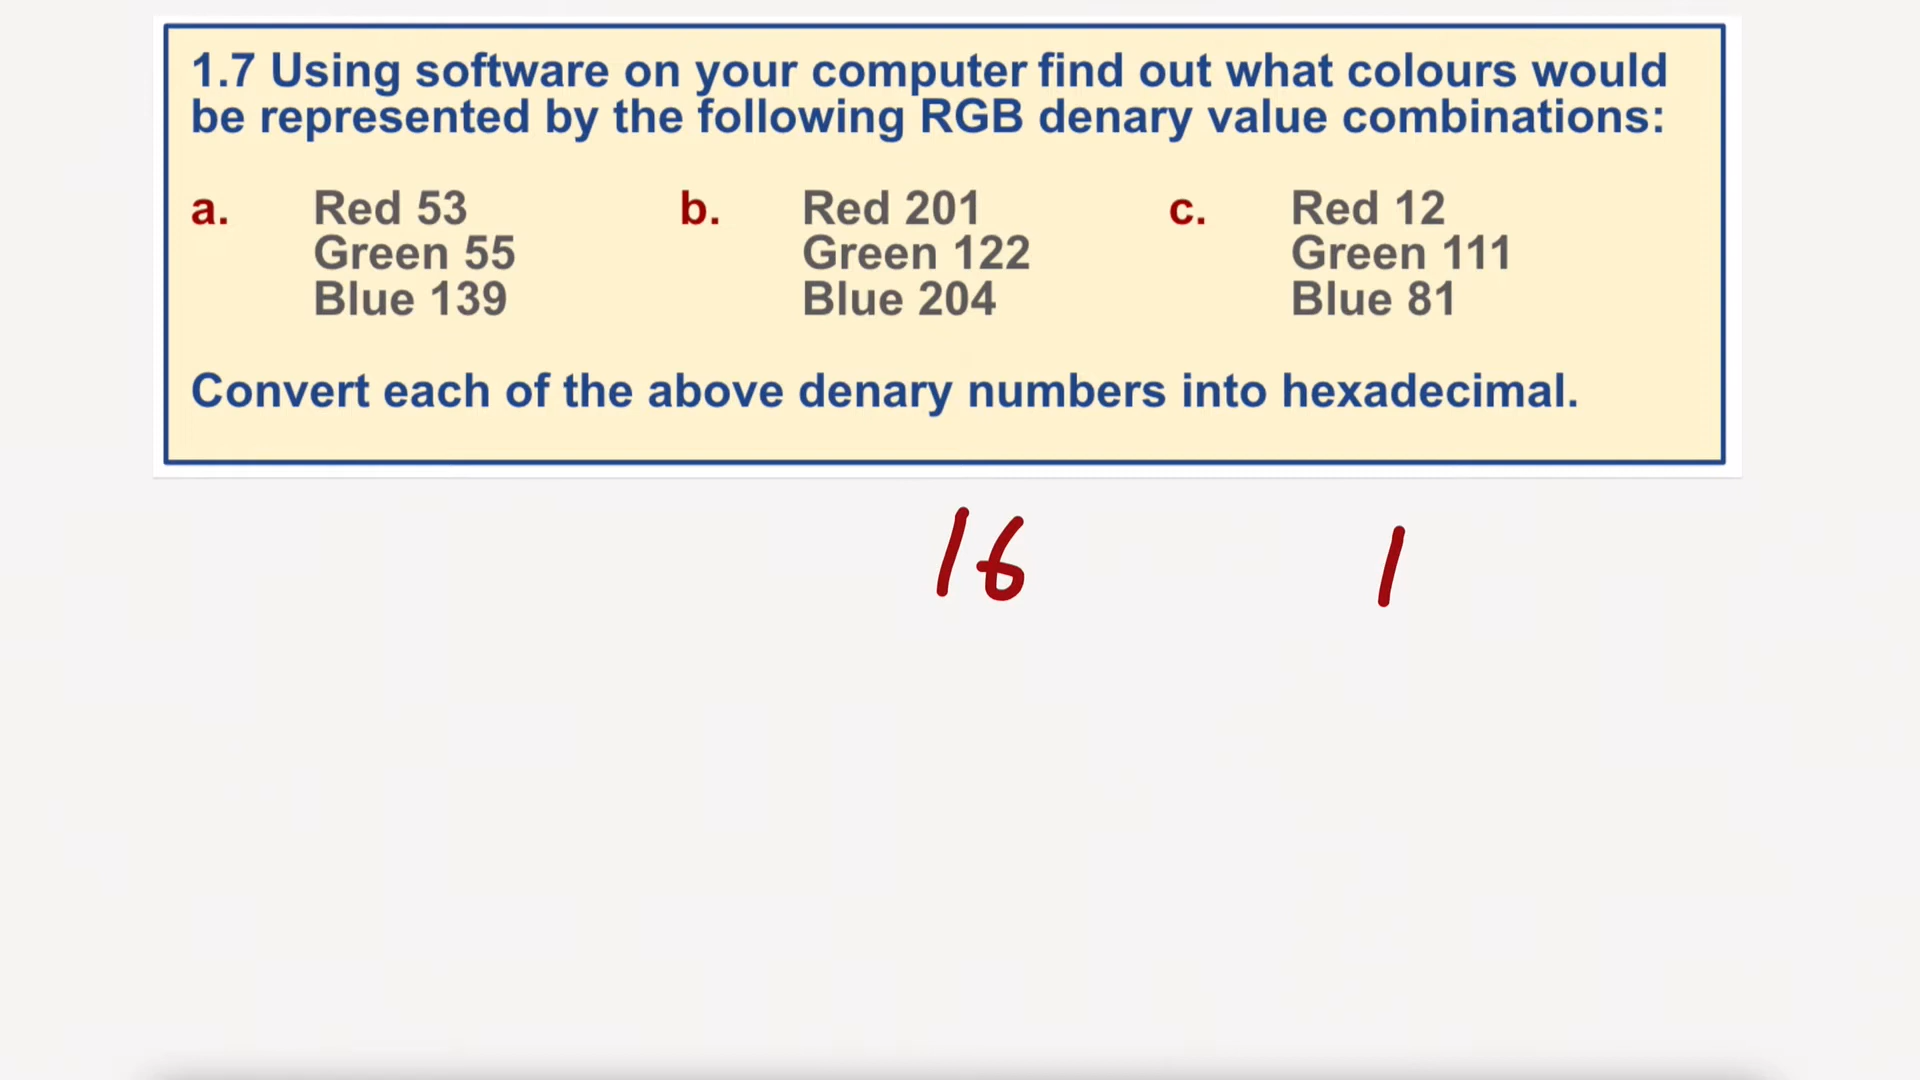 1.7 Using software on your computer find out what colours would
be represented by the following RGB denary value combinations:
a. Red 53 b. Red 201 c. Red 12
Green 55 Green 122 Green 111
Blue 139 Blue 204 Blue 81
Convert each of the above denary numbers into hexadecimal.
16 1